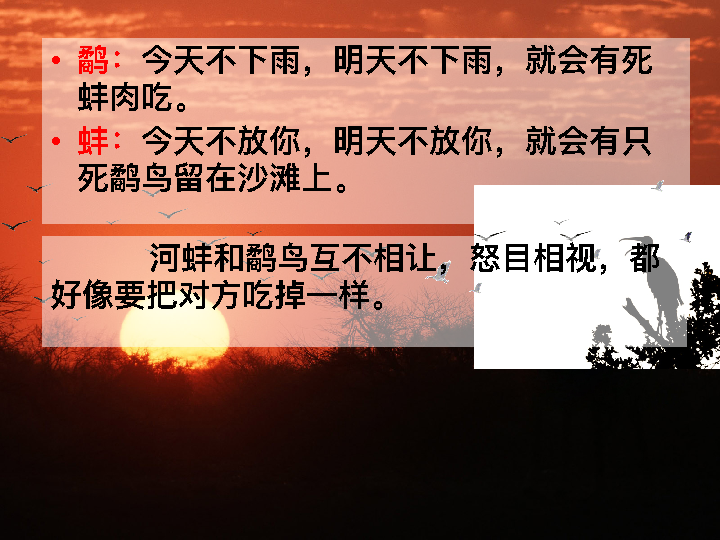 • 鹬：今天不下雨，明天不下雨，就会有死
蚌肉吃。
• 蚌：今天不放你，明天不放你，就会有只
死鹬鸟留在沙滩上。
河蚌和鹬鸟互不相让，怒目相视，都
好像要把对方吃掉一样。